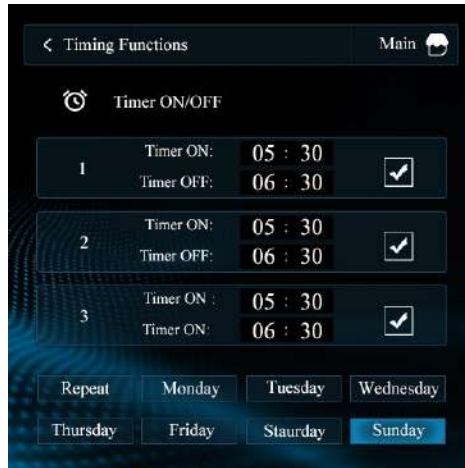 < Timing Functions Main
Timer ON/OFF
1
Timer ON: 05 : 30
Timer OFF: 06 : 30
2
Timer ON: 05 : 30
Timer OFF: 06 : 30
3
Timer ON : 05 : 30
Timer ON: 06 : 30
Repeat Monday Tuesday Wednesday
Thursday Friday Staurday Sunday